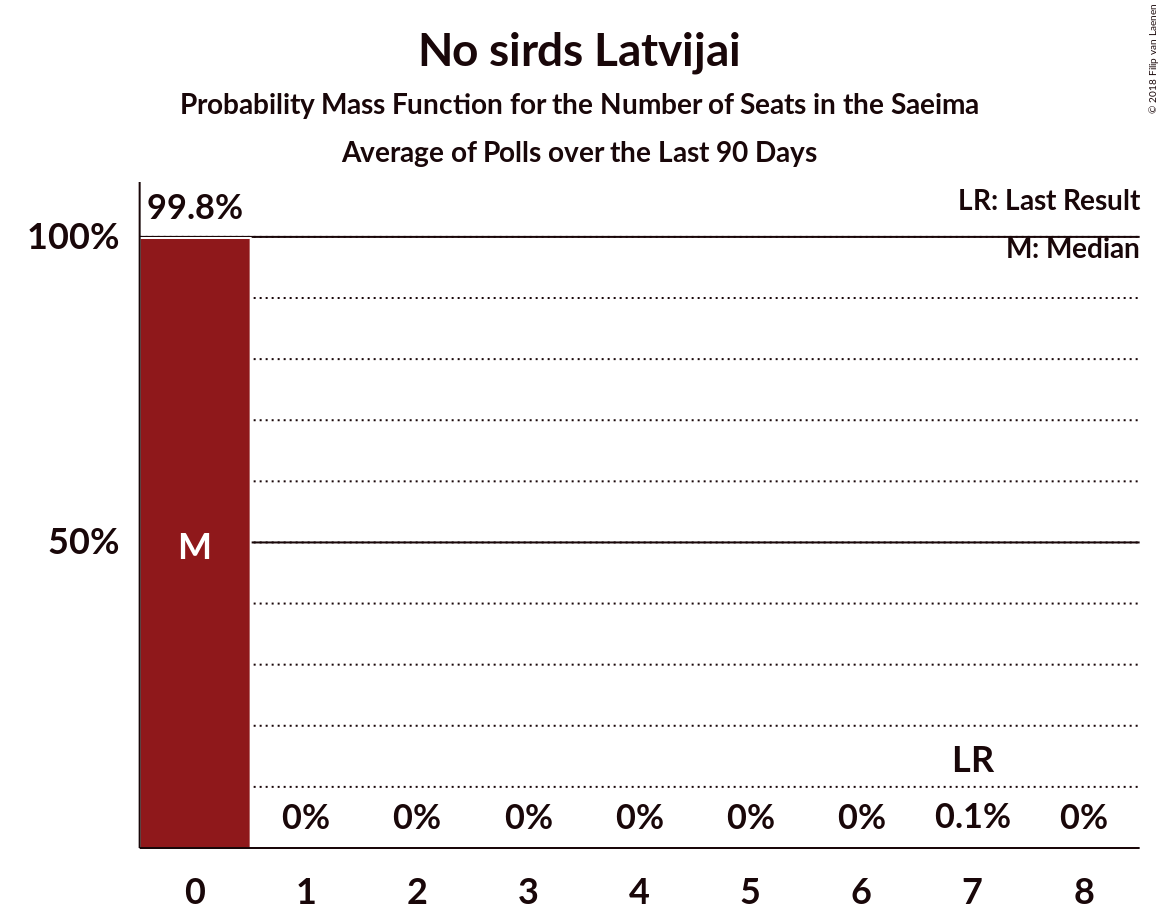 No sirds Latvijai
Probability Mass Function for the Number of Seats in the Saeima
Average of Polls over the Last 90 Days
© 2018 Filip van Laenen
LR: Last Result
M: Median
99.8%
100%
50%
M
LR
0% 0% 0% 0% 0% 0% 0.1% 0%
0 1 2 3 4 5 6 7 8